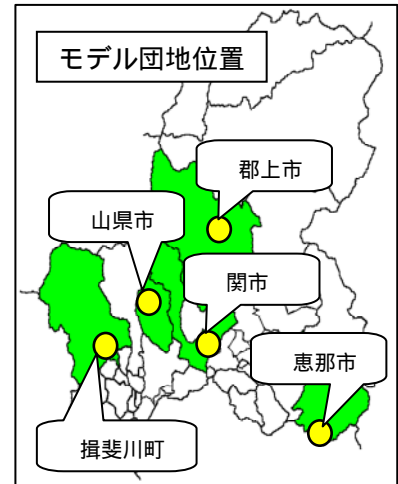 モデル団地位置
郡上市
山県市
関市
恵那市
揖斐川町